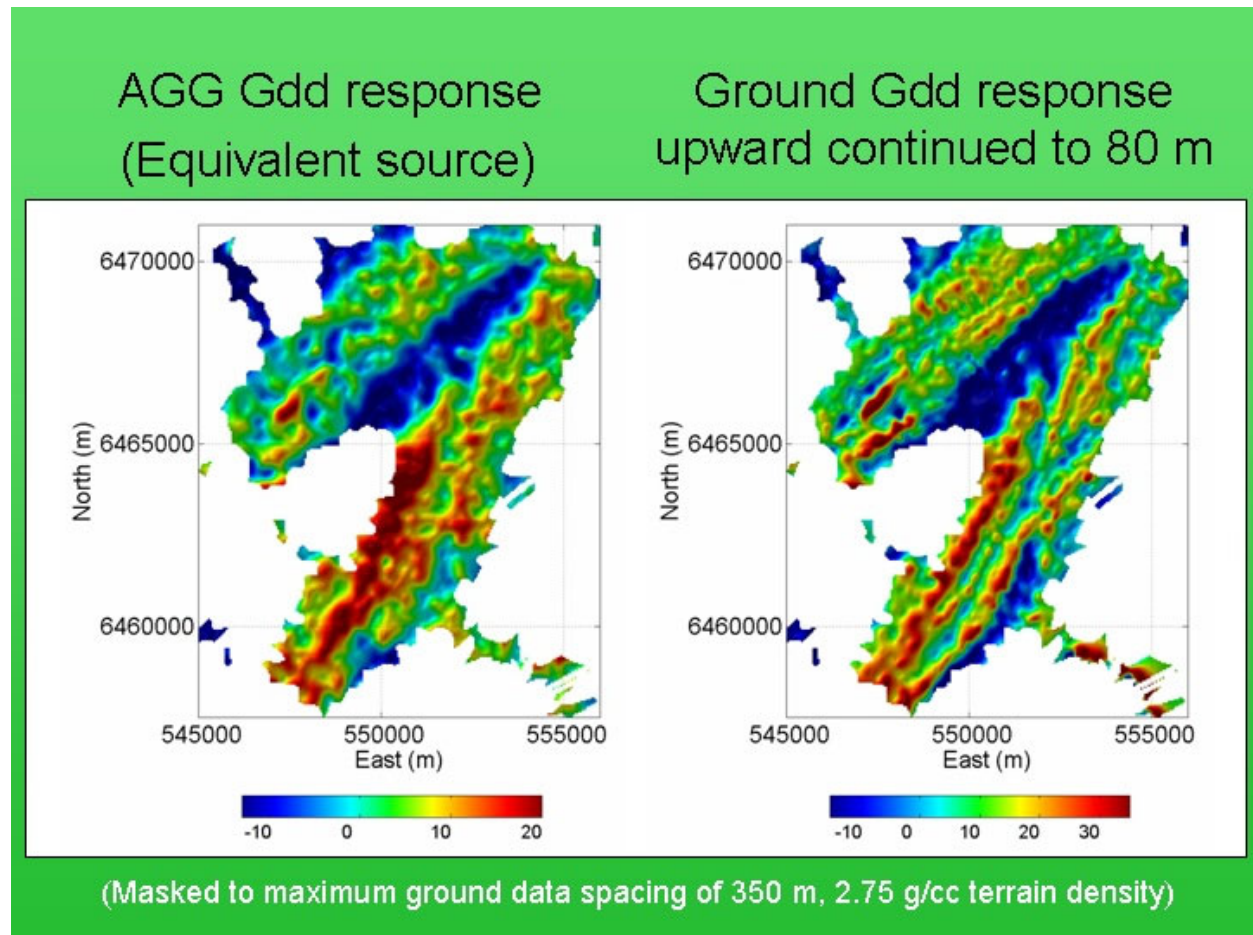 AGG Gdd response
(Equivalent source)
Ground Gdd response
upward continued to 80 m
6470000
6465000
6460000
North (m)
545000 550000 555000
East (m)
-10 0 10 20
6470000
6465000
6460000
North (m)
545000 550000 555000
East (m)
-10 0 10 20 30
(Masked to maximum ground data spacing of 350 m, 2.75 g/cc terrain density)